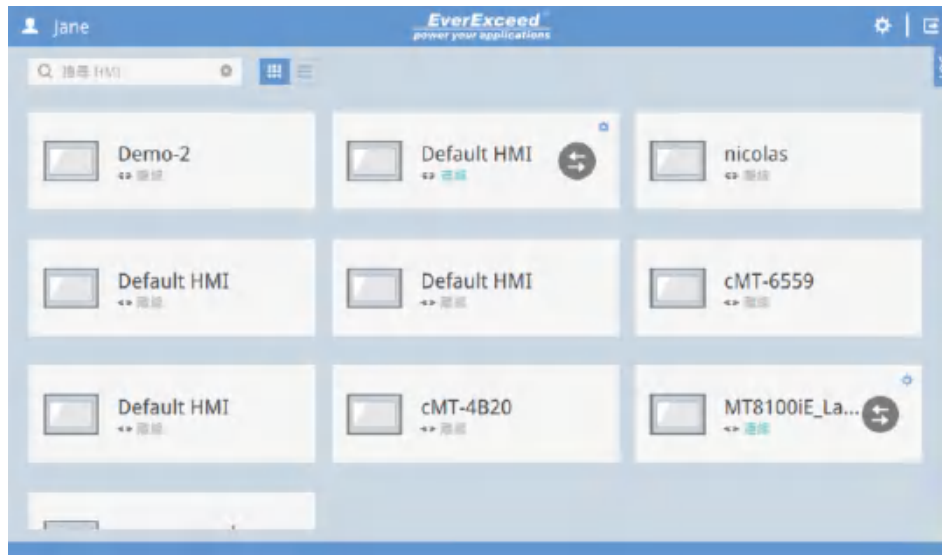 Jane
EverExceed
power your applications
搜尋 HMI
Demo-2
離線
Default HMI
連線
nicolas
離線
Default HMI
離線
Default HMI
離線
cMT-6559
離線
Default HMI
離線
cMT-4B20
離線
MT8100iE_La...
連線